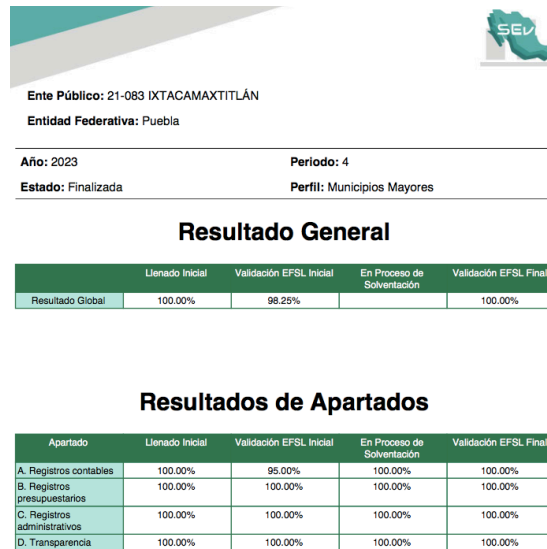 SEV
Ente Público: 21-083 IXTACAMAXTITLÁN
Entidad Federativa: Puebla
Año: 2023 Periodo: 4
Estado: Finalizada Perfil: Municipios Mayores
Resultado General
Llenado Inicial Validación EFSL Inicial En Proceso de Solventación Validación EFSL Final
Resultado Global 100.00% 98.25% 100.00%
Resultados de Apartados
Apartado Llenado Inicial Validación EFSL Inicial En Proceso de Solventación Validación EFSL Final
A. Registros contables 100.00% 95.00% 100.00% 100.00%
B. Registros presupuestarios 100.00% 100.00% 100.00% 100.00%
C. Registros administrativos 100.00% 100.00% 100.00% 100.00%
D. Transparencia 100.00% 100.00% 100.00% 100.00%